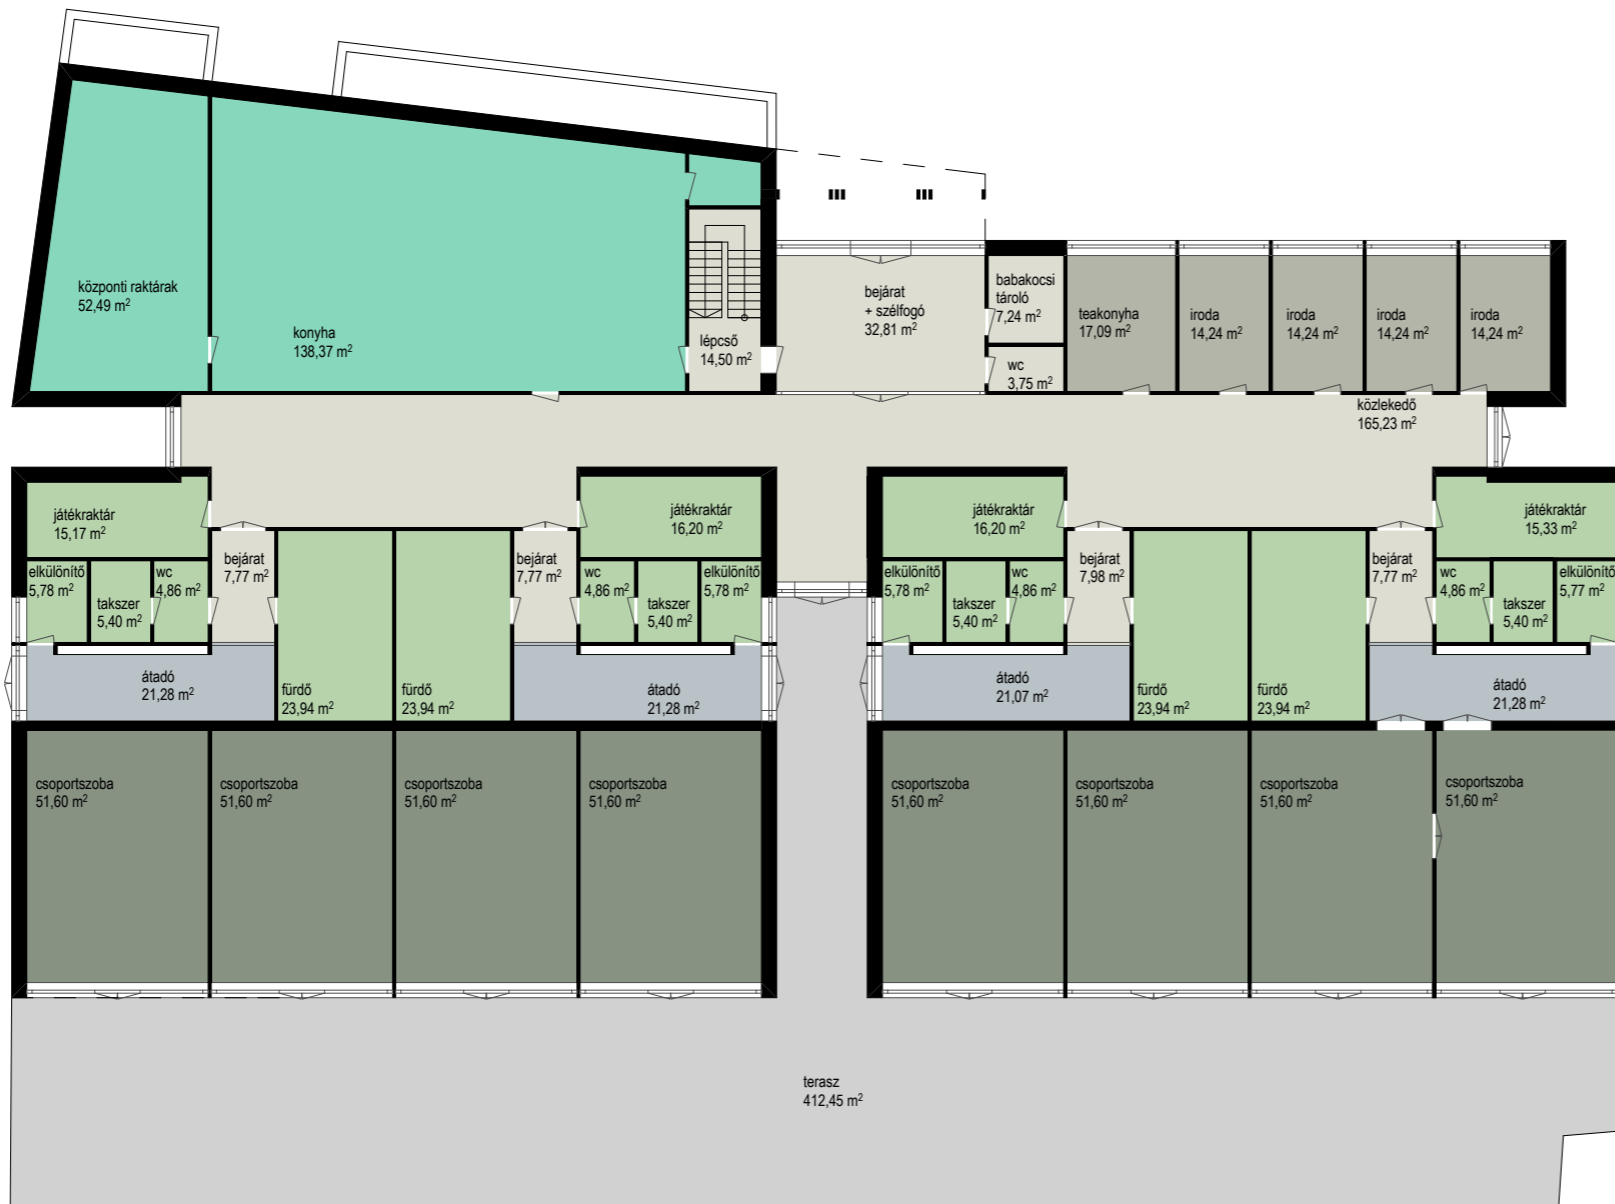 központi raktárak
52,49 m²
konyha
138,37 m²
lépcső
14,50 m²
bejárat
+ szélfogó
32,81 m²
babakocsi
tároló
7,24 m²
wc
3,75 m²
teakonyha
17,09 m²
iroda
14,24 m²
iroda
14,24 m²
iroda
14,24 m²
iroda
14,24 m²
közlekedő
165,23 m²
játékraktár
15,17 m²
játékraktár
16,20 m²
játékraktár
16,20 m²
játékraktár
15,33 m²
elkülönítő
5,78 m²
takszer
5,40 m²
wc
4,86 m²
bejárat
7,77 m²
bejárat
7,77 m²
wc
4,86 m²
takszer
5,40 m²
elkülönítő
5,78 m²
elkülönítő
5,78 m²
takszer
5,40 m²
wc
4,86 m²
bejárat
7,98 m²
bejárat
7,77 m²
wc
4,86 m²
takszer
5,40 m²
elkülönítő
5,77 m²
átadó
21,28 m²
fürdő
23,94 m²
fürdő
23,94 m²
átadó
21,28 m²
átadó
21,07 m²
fürdő
23,94 m²
fürdő
23,94 m²
átadó
21,28 m²
csoportszoba
51,60 m²
csoportszoba
51,60 m²
csoportszoba
51,60 m²
csoportszoba
51,60 m²
csoportszoba
51,60 m²
csoportszoba
51,60 m²
csoportszoba
51,60 m²
csoportszoba
51,60 m²
terasz
412,45 m²